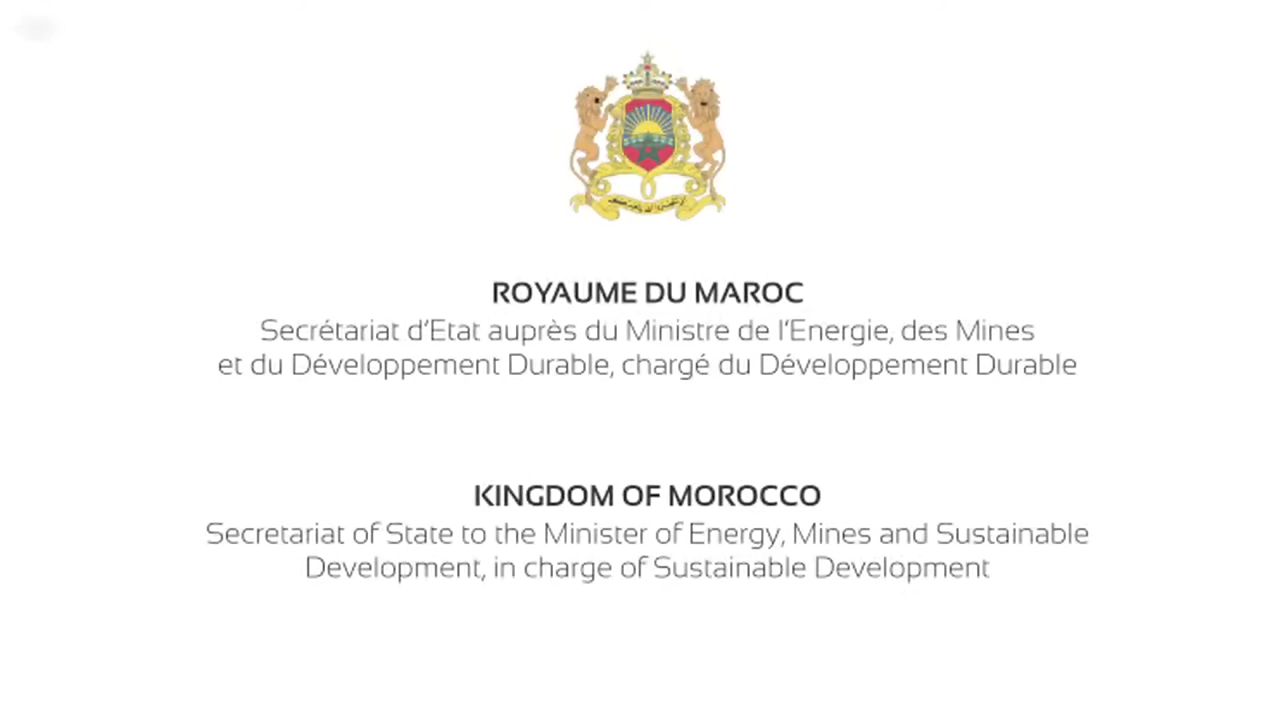 ROYAUME DU MAROC
Secrétariat d'Etat auprès du Ministre de l'Energie, des Mines
et du Développement Durable, chargé du Développement Durable
KINGDOM OF MOROCCO
Secretariat of State to the Minister of Energy, Mines and Sustainable
Development, in charge of Sustainable Development